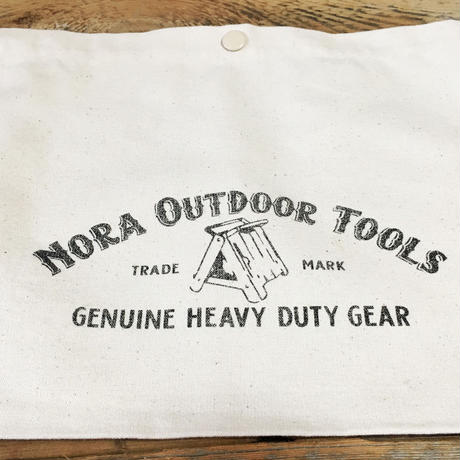 NORA OUTDOOR TOOLS
TRADE MARK
GENUINE HEAVY DUTY GEAR